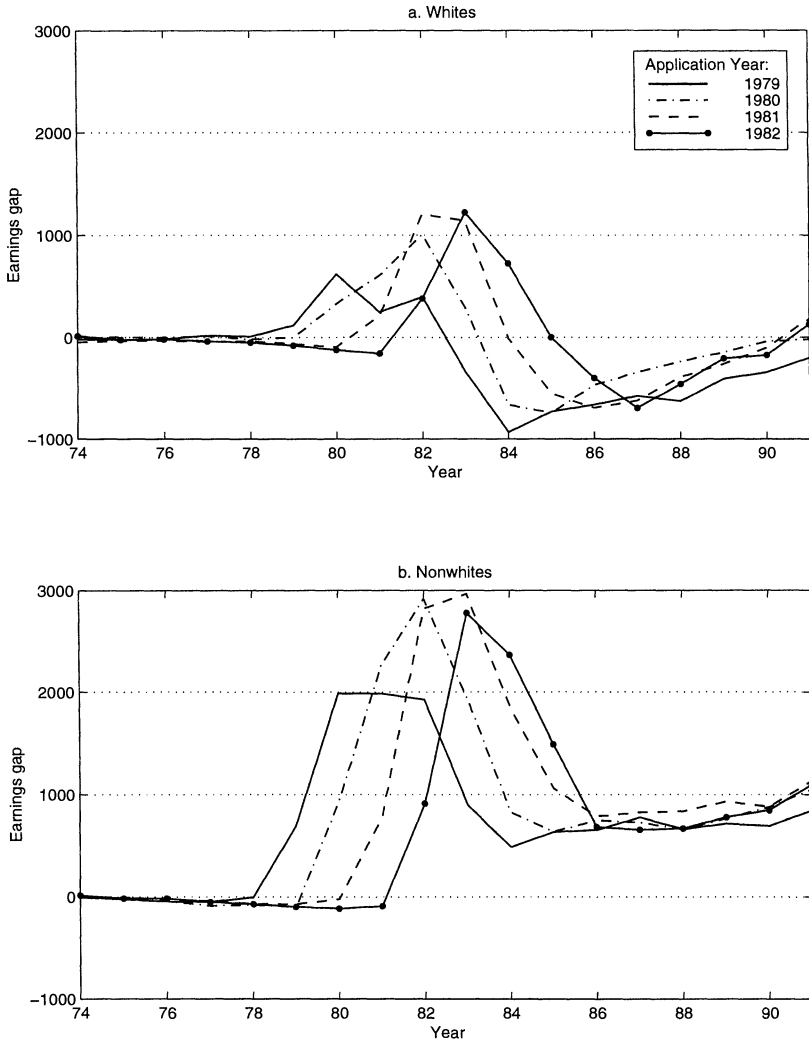 a. Whites
3000
2000
1000
0
−1000
Earnings gap
74 76 78 80 82 84 86 88 90
Year
Application Year:
1979
1980
1981
1982
b. Nonwhites
3000
2000
1000
0
−1000
Earnings gap
74 76 78 80 82 84 86 88 90
Year